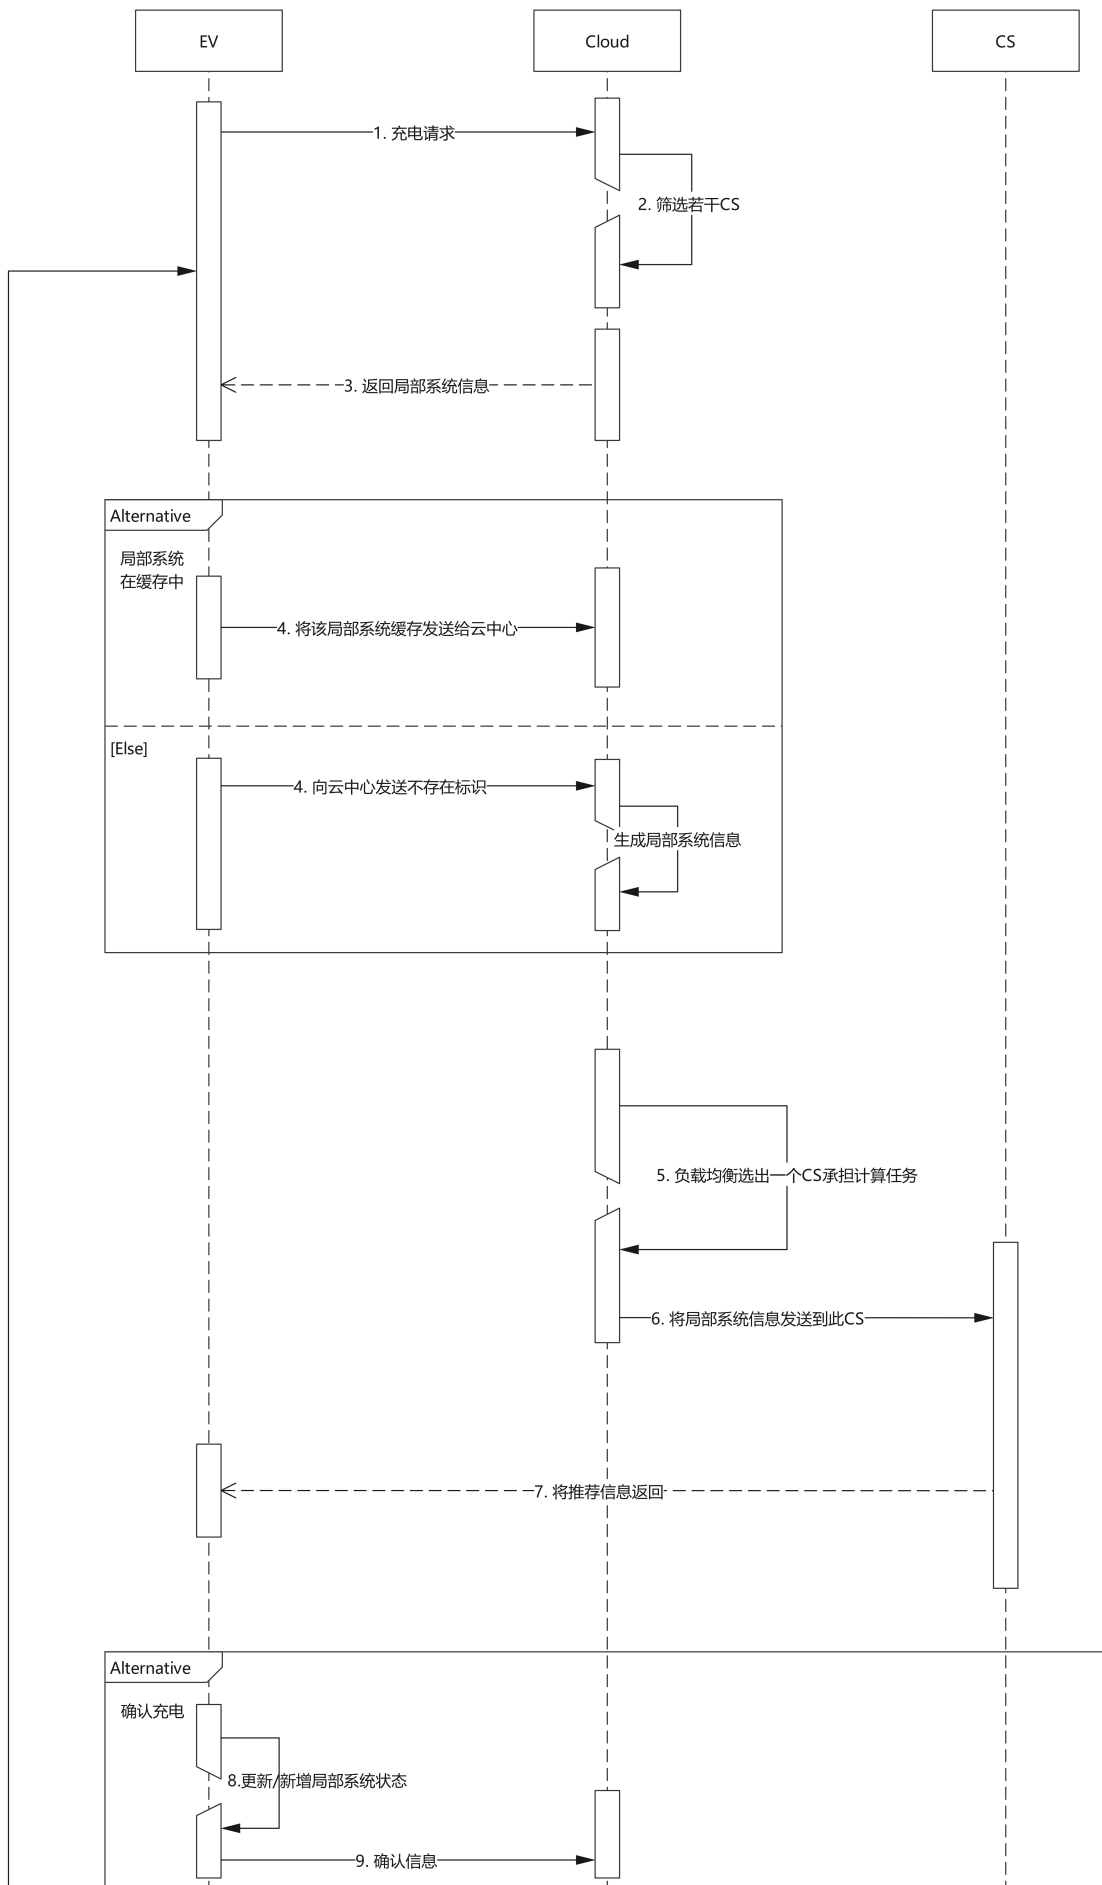 EV
Cloud
CS
1. 充电请求
2. 筛选若干CS
3. 返回局部系统信息
Alternative
局部系统
在缓存中
4. 将该局部系统缓存发送给云中心
[Else]
4. 向云中心发送不存在标识
生成局部系统信息
5. 负载均衡选出一个CS承担计算任务
6. 将局部系统信息发送到此CS
7. 将推荐信息返回
Alternative
确认充电
8.更新/新增局部系统状态
9. 确认信息